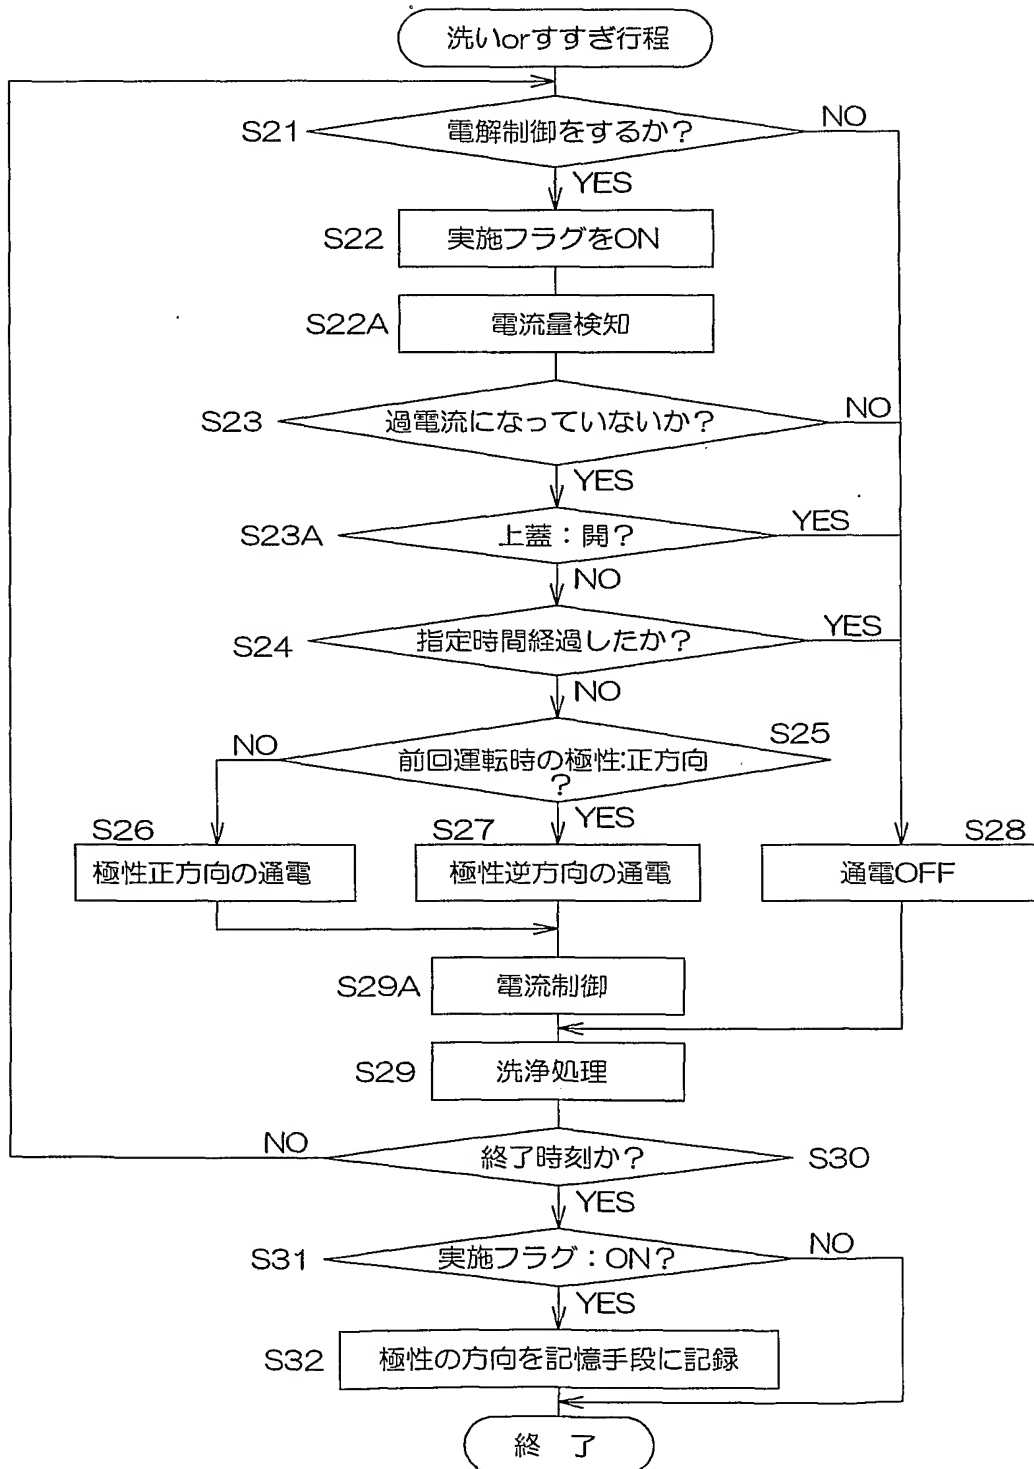 洗いorすすぎ行程
S21
電解制御をするか?
NO
YES
S22
実施フラグをON
S22A
電流量検知
S23
過電流になっていないか?
NO
YES
S23A
上蓋:開?
YES
NO
S24
指定時間経過したか?
YES
NO
NO
前回運転時の極性:正方向
?
S25
YES
S26
極性正方向の通電
S27
極性逆方向の通電
S28
通電OFF
S29A
電流制御
S29
洗浄処理
NO
終了時刻か?
S30
YES
S31
実施フラグ:ON?
NO
YES
S32
極性の方向を記憶手段に記録
終 了